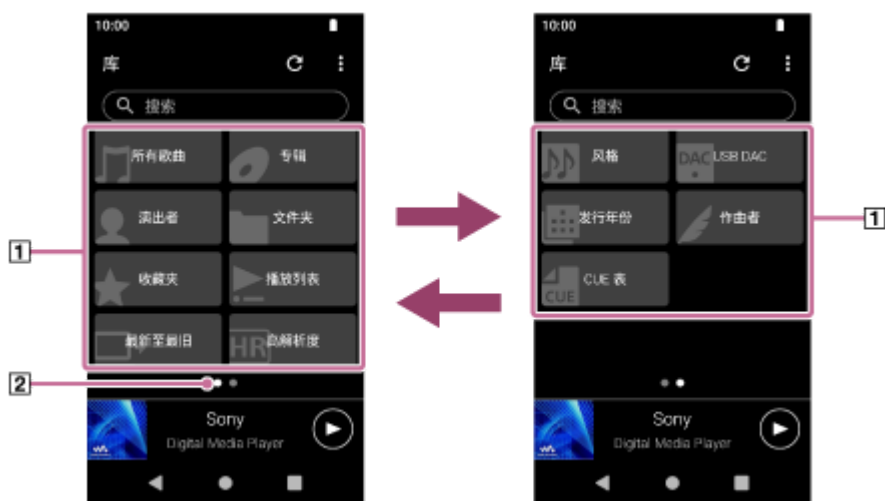 10:00
库
搜索
所有歌曲 专辑
演出者 文件夹
收藏夹 播放列表
最新至最旧 HR 高解析度
1
2
Sony
Digital Media Player
10:00
库
搜索
风格 DAC USB DAC
发行年份 作曲者
CUE CUE 表
1
Sony
Digital Media Player